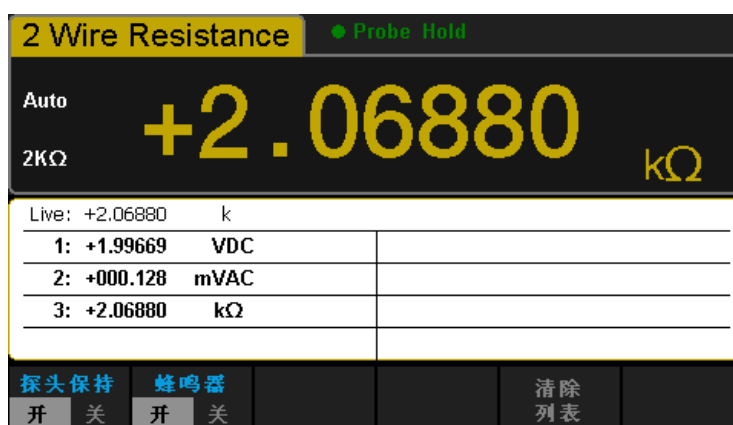 2 Wire Resistance ● Probe Hold
Auto
+2.06880 kΩ
2KΩ
Live: +2.06880 k
1: +1.99669 VDC
2: +000.128 mVAC
3: +2.06880 kΩ
探头保持 蜂鸣器 清除
开 关 开 关 列表